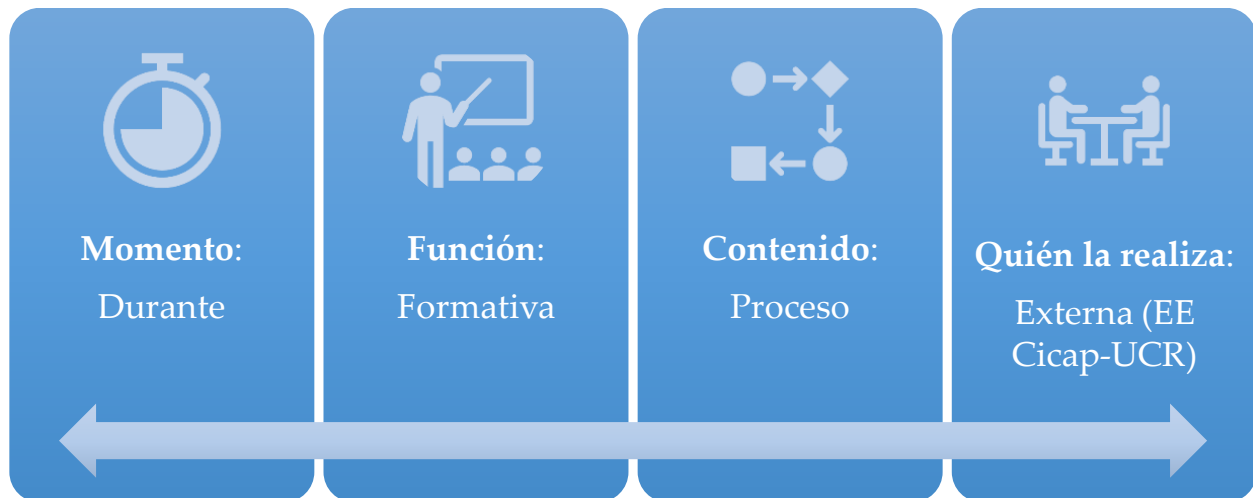 Momento:
Durante
Función:
Formativa
Contenido:
Proceso
Quién la realiza:
Externa (EE
Cicap-UCR)